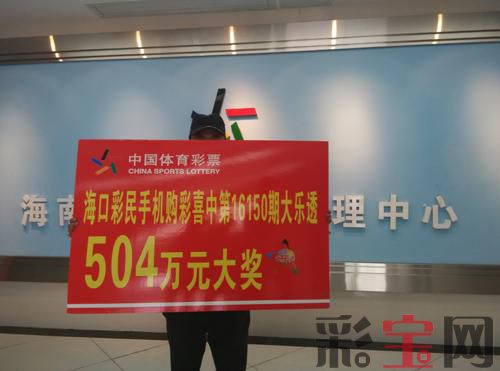 中国体育彩票
CHINA SPORTS LOTTERY
海口彩民手机购彩喜中第16150期大乐透
504万元大奖
海南
理中心
彩宝网